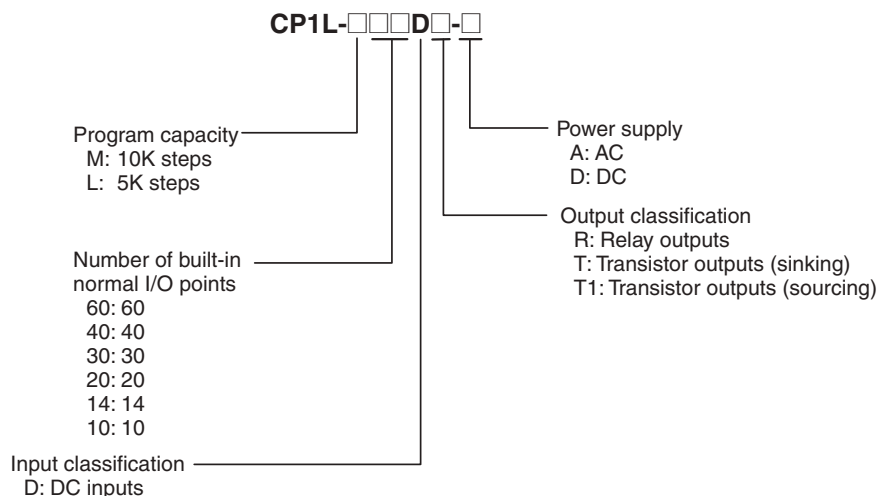 CP1L-□□□D□-□
Program capacity
M: 10K steps
L: 5K steps
Number of built-in
normal I/O points
60: 60
40: 40
30: 30
20: 20
14: 14
10: 10
Input classification
D: DC inputs
Power supply
A: AC
D: DC
Output classification
R: Relay outputs
T: Transistor outputs (sinking)
T1: Transistor outputs (sourcing)